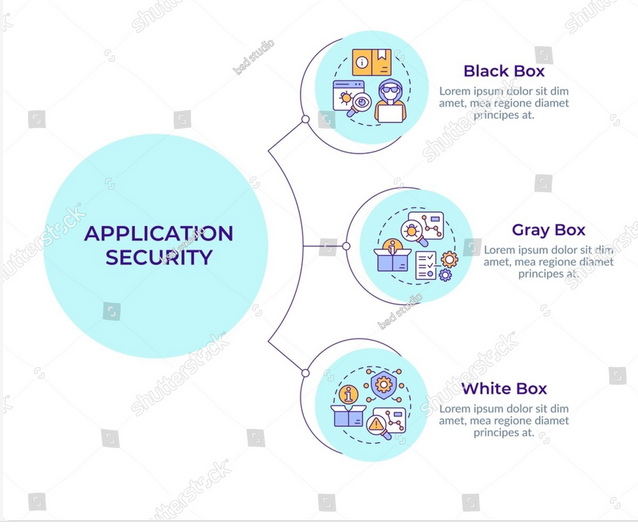 APPLICATION
SECURITY
Black Box
Lorem ipsum dolor sit dim
amet, mea regione diamet
principes at.
Gray Box
Lorem ipsum dolor sit dim
amet, mea regione diamet
principes at.
White Box
Lorem ipsum dolor sit dim
amet, mea regione diamet
principes at.
shutterstock
bsd studio